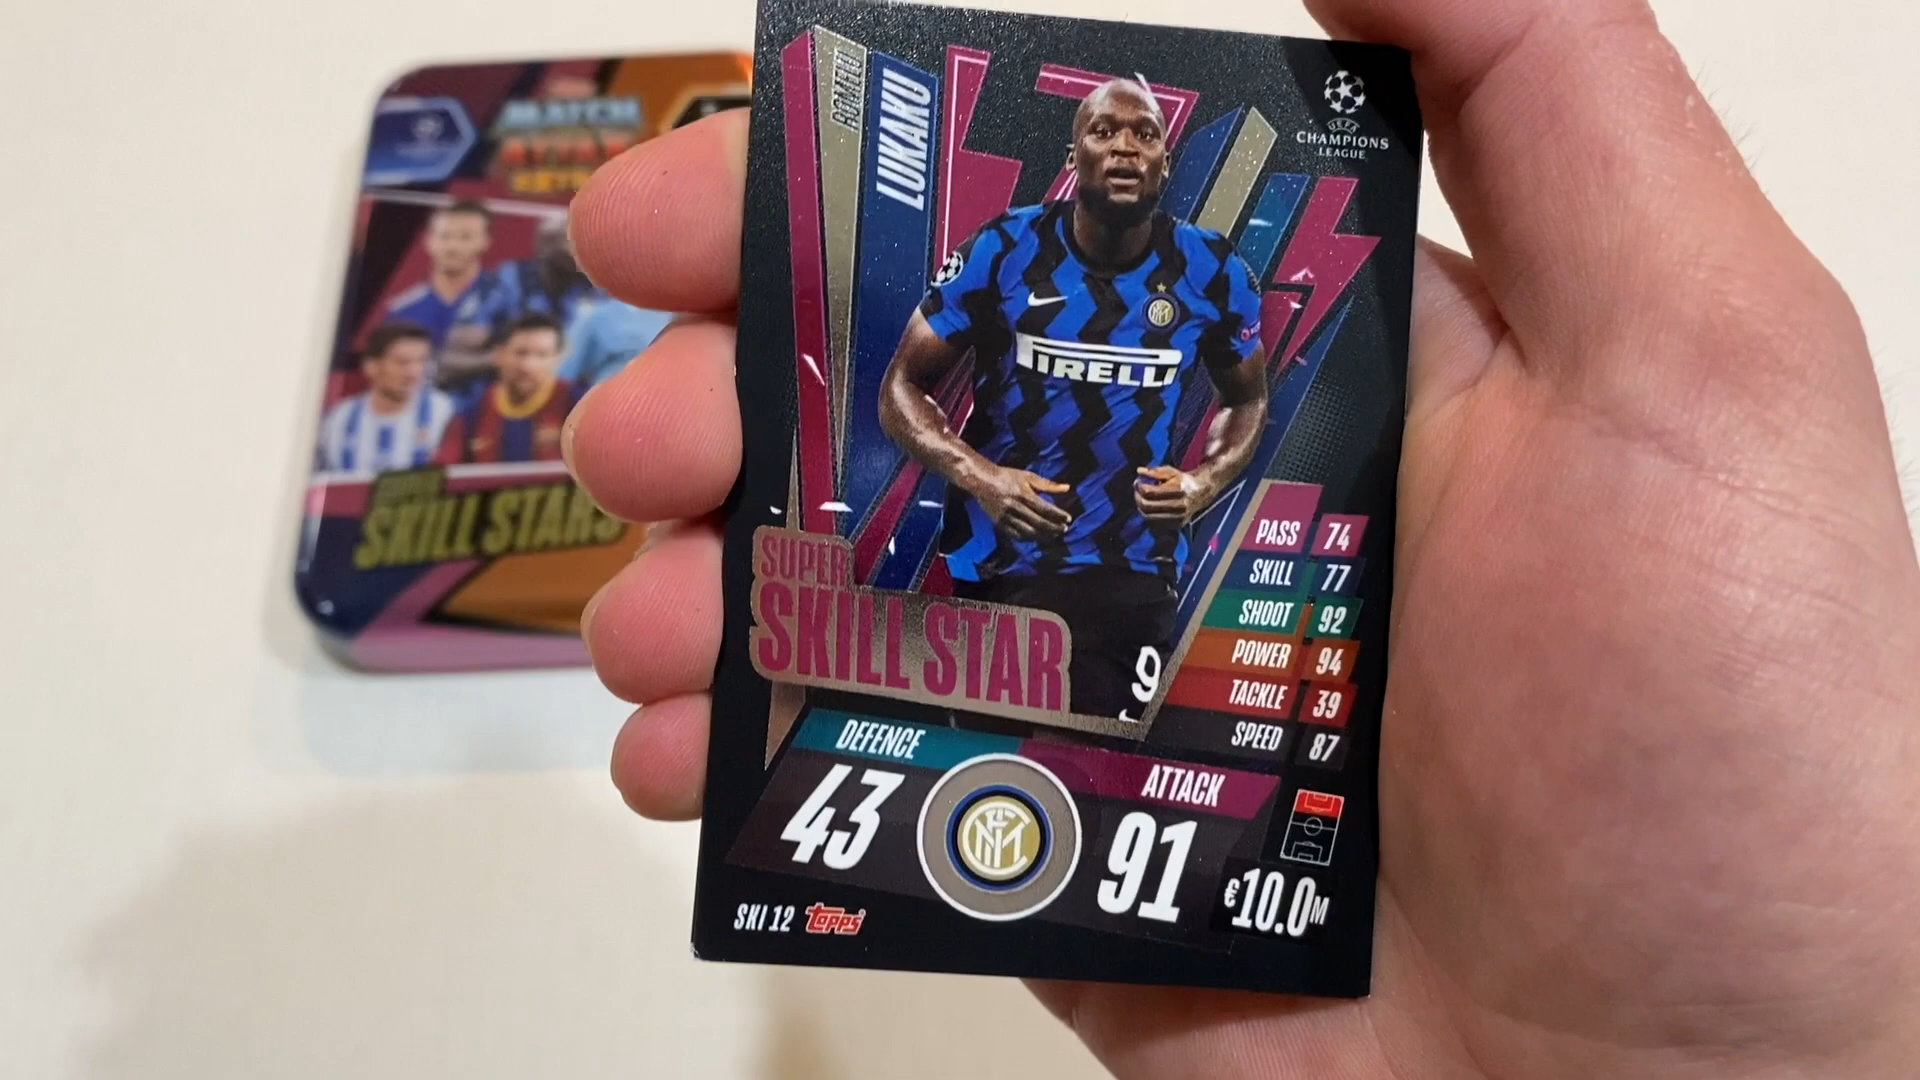 MATCH
ATTAX
SKILL STARS
ROMELU
LUKAKU
UEFA
CHAMPIONS
LEAGUE
PIRELLI
SUPER
SKILL STAR
9
PASS 74
SKILL 77
SHOOT 92
POWER 94
TACKLE 39
SPEED 87
DEFENCE
43
ATTACK
91
€10.0M
SKI 12 topps